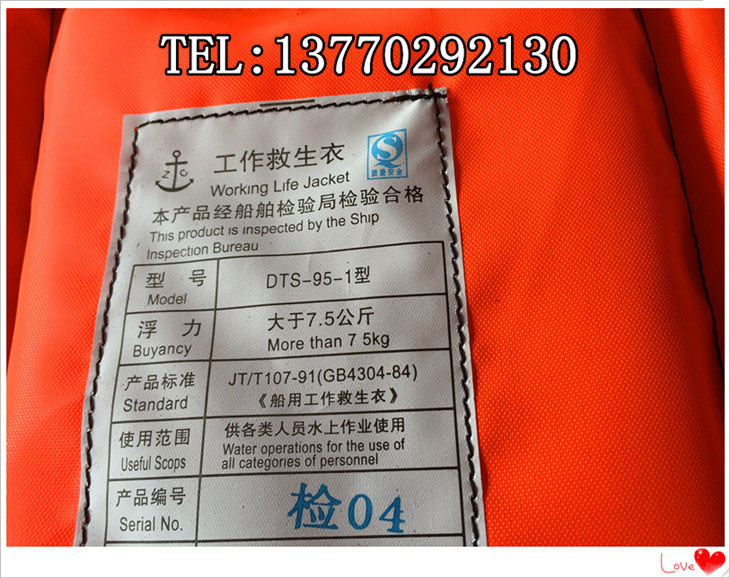 TEL:13770292130
Z C
工作救生衣
Working Life Jacket
质量安全
本产品经船舶检验局检验合格
This product is inspected by the Ship
Inspection Bureau
型 号
Model
DTS-95-1型
浮 力
Buyancy
大于7.5公斤
More than 7 5kg
产品标准
Standard
JT/T107-91(GB4304-84)
《船用工作救生衣》
使用范围
Useful Scops
供各类人员水上作业使用
Water operations for the use of
all categories of personnel
产品编号
Serial No.
检04
Love